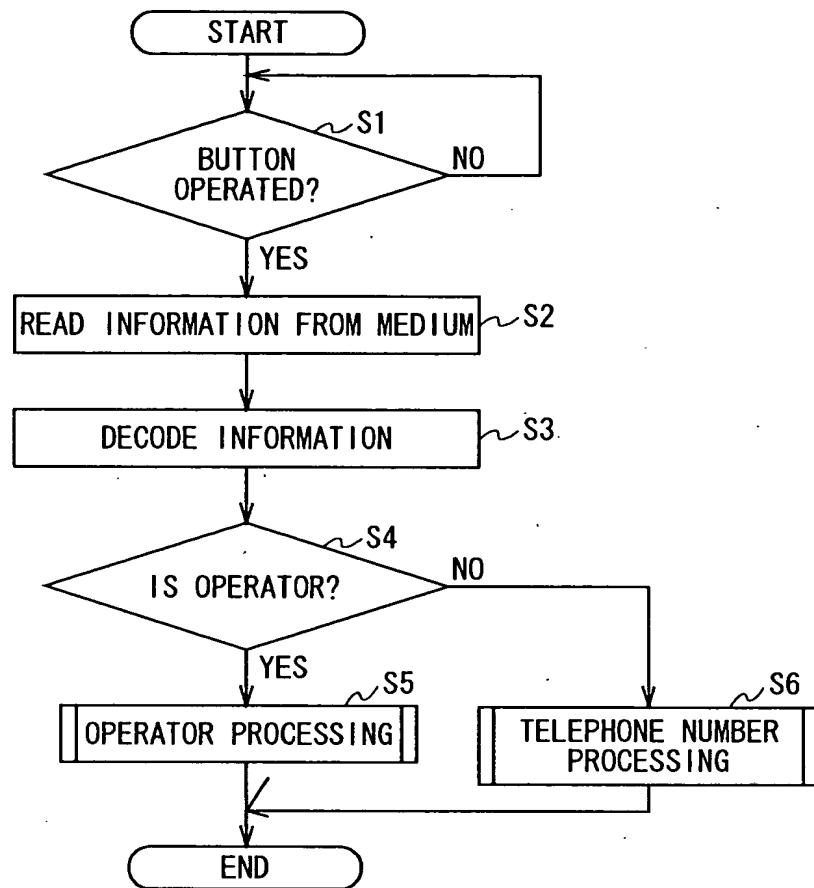 START
S1
BUTTON
OPERATED?
NO
YES
READ INFORMATION FROM MEDIUM
S2
DECODE INFORMATION
S3
S4
IS OPERATOR?
NO
YES
S5
OPERATOR PROCESSING
S6
TELEPHONE NUMBER
PROCESSING
END